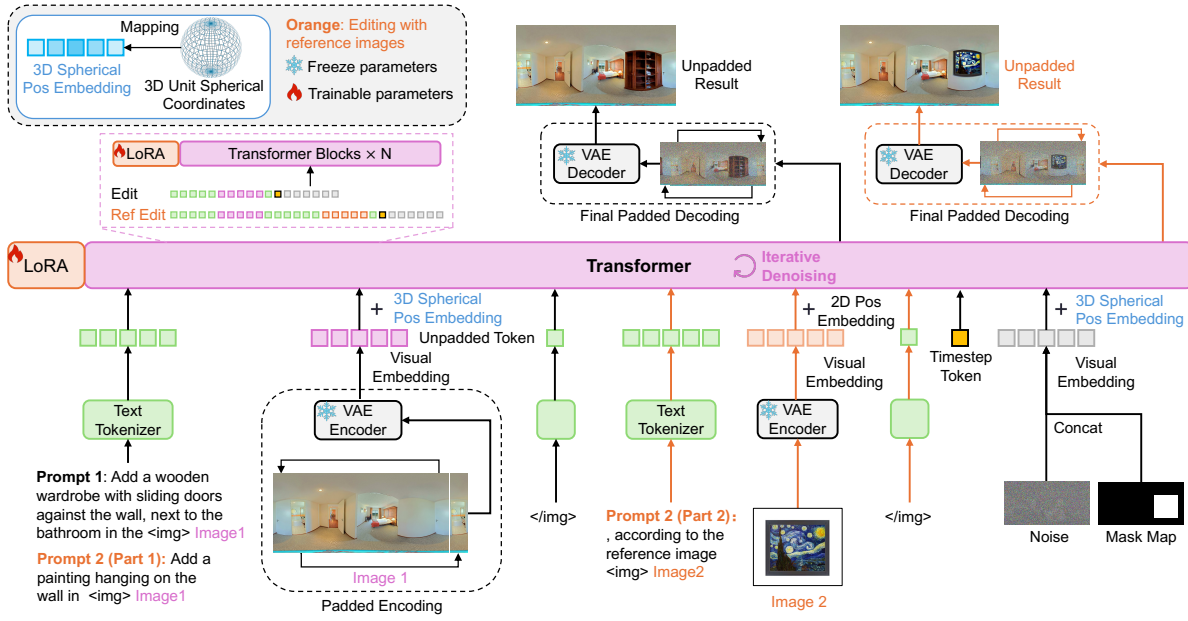 Mapping
3D Spherical
Pos Embedding
3D Unit Spherical
Coordinates
Orange: Editing with
reference images
Freeze parameters
Trainable parameters
Unpadded
Result
Unpadded
Result
VAE
Decoder
Final Padded Decoding
VAE
Decoder
Final Padded Decoding
LoRA
Transformer Blocks × N
Edit
Ref Edit
LoRA
Transformer
Iterative
Denoising
+ 3D Spherical
Pos Embedding
Unpadded Token
Visual
Embedding
+ 2D Pos
Embedding
Visual
Embedding
Timestep
Token
+ 3D Spherical
Pos Embedding
Visual
Embedding
Concat
Text
Tokenizer
VAE
Encoder
Text
Tokenizer
VAE
Encoder
Prompt 1: Add a wooden
wardrobe with sliding doors
against the wall, next to the
bathroom in the <img> Image1
Prompt 2 (Part 1): Add a
painting hanging on the
wall in <img> Image1
Image 1
Padded Encoding
</img>
Prompt 2 (Part 2):
, according to the
reference image
<img> Image2
Image 2
</img>
Noise
Mask Map